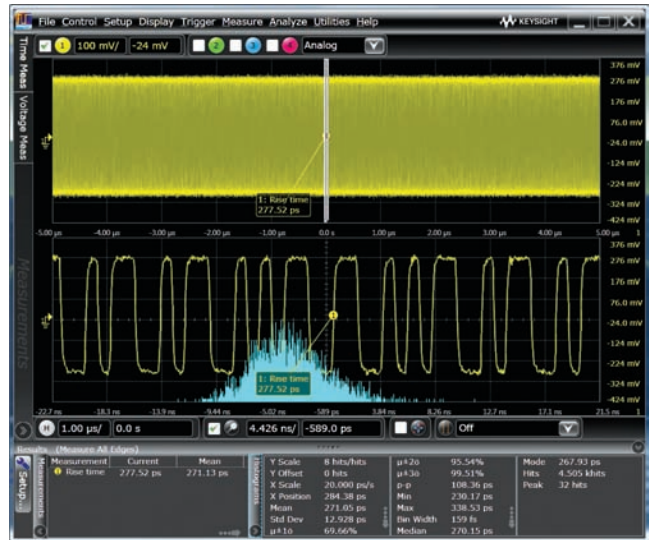 File Control Setup Display Trigger Measure Analyze Utilities Help KEYSIGHT
Time Meas
Voltage Meas
Measurements
1 100 mV/ -24 mV 2 3 4 Analog
376 mV
276 mV
176 mV
76.0 mV
-24.0 mV
-124 mV
-224 mV
-324 mV
-424 mV
1: Rise time
277.52 ps
-5.00 µs -4.00 µs -3.00 µs -2.00 µs -1.00 µs 0.0 s 1.00 µs 2.00 µs 3.00 µs 4.00 µs 5.00 µs 1
376 mV
276 mV
176 mV
76.0 mV
-24.0 mV
-124 mV
-224 mV
-324 mV
-424 mV
1
1: Rise time
277.52 ps
-22.7 ns -18.3 ns -13.9 ns -9.44 ns -5.02 ns -589 ps 3.84 ns 8.26 ns 12.7 ns 17.1 ns 21.5 ns 1
H 1.00 µs/ 0.0 s 4.426 ns/ -589.0 ps Off
Results (Measure All Edges)
Setup...
Measurements
Measurement Current Mean
Rise time 277.52 ps 271.13 ps
Histograms
Y Scale 8 hits/hits
Y Offset 0 hits
X Scale 20.000 ps/s
X Position 284.38 ps
Mean 271.05 ps
Std Dev 12.928 ps
µ±1σ 69.66%
µ±2σ 95.54%
µ±3σ 99.51%
p-p 108.36 ps
Min 230.17 ps
Max 338.53 ps
Bin Width 159 fs
Median 270.15 ps
Mode 267.93 ps
Hits 4.505 khits
Peak 32 hits